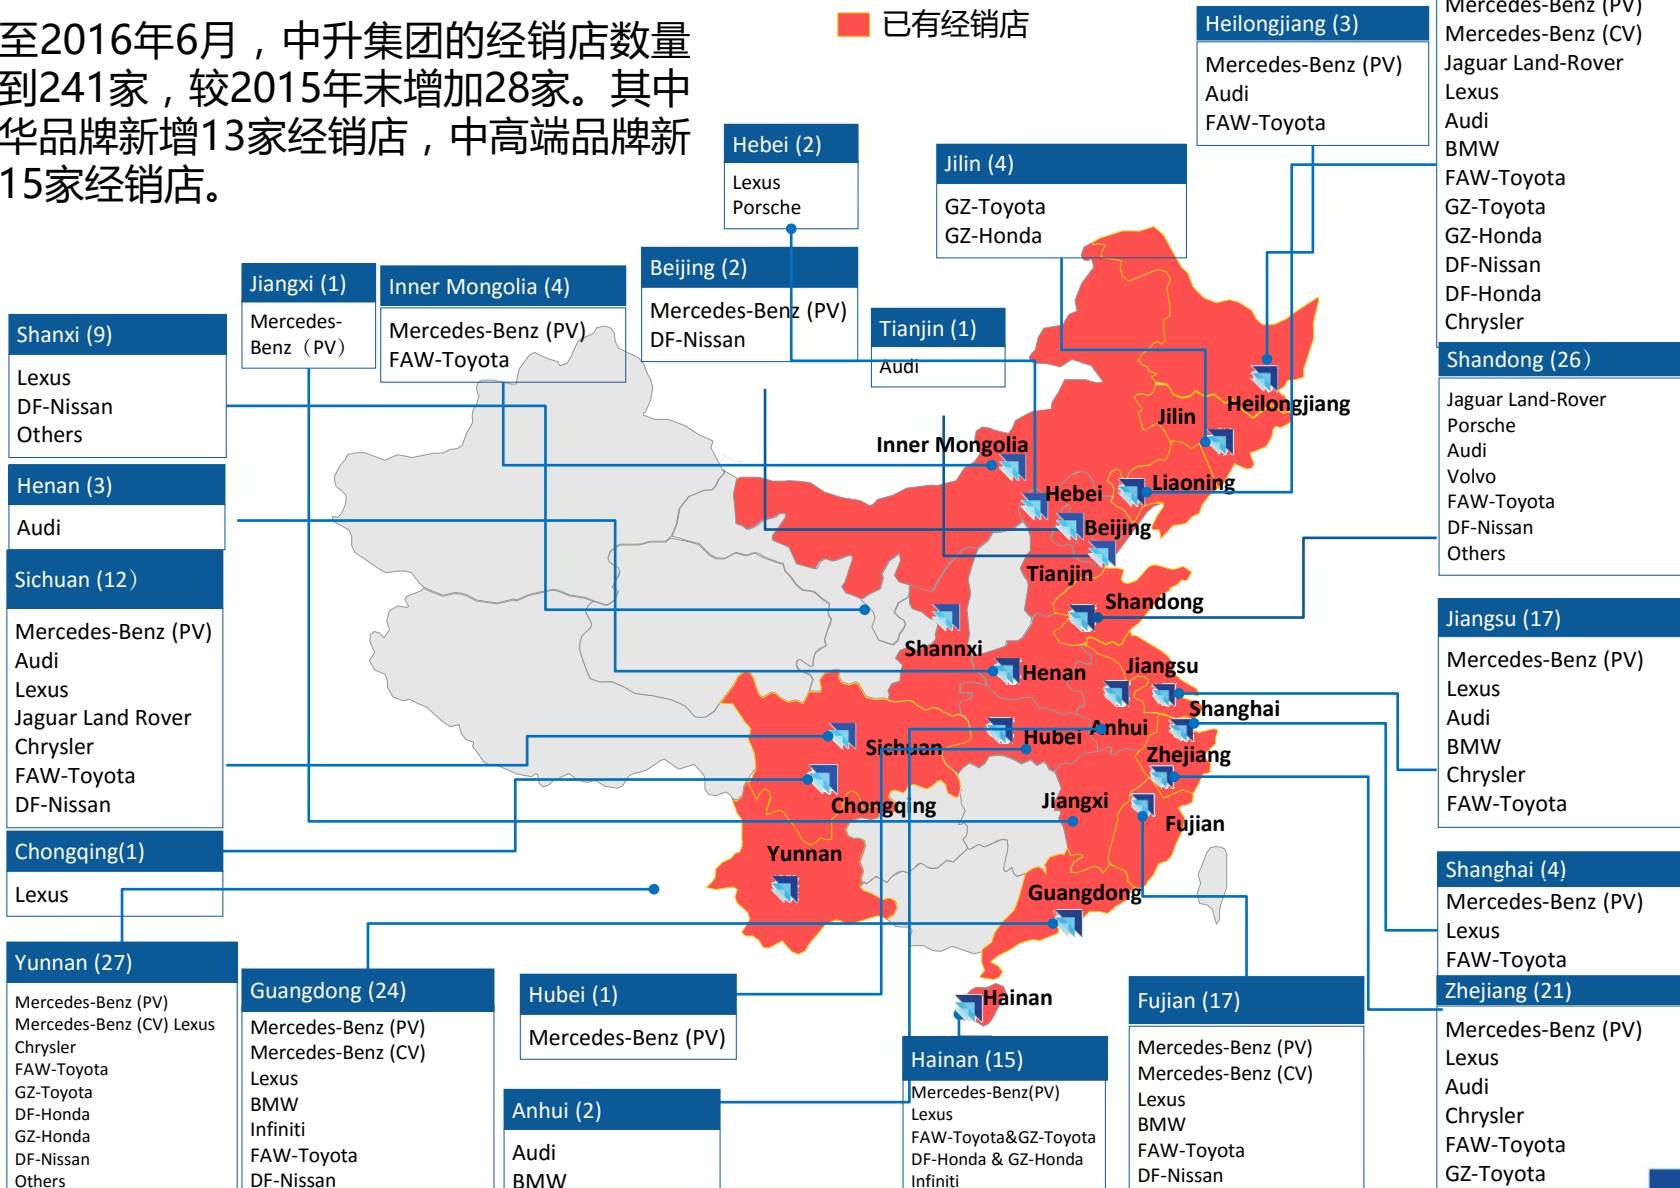 至2016年6月，中升集团的经销店数量
到241家，较2015年末增加28家。其中
华品牌新增13家经销店，中高端品牌新
15家经销店。
已有经销店
Heilongjiang (3)
Mercedes-Benz (PV)
Audi
FAW-Toyota
Mercedes-Benz (PV)
Mercedes-Benz (CV)
Jaguar Land-Rover
Lexus
Audi
BMW
FAW-Toyota
GZ-Toyota
GZ-Honda
DF-Nissan
DF-Honda
Chrysler
Hebei (2)
Lexus
Porsche
Jilin (4)
GZ-Toyota
GZ-Honda
Jiangxi (1)
Mercedes-
Benz（PV）
Inner Mongolia (4)
Mercedes-Benz (PV)
FAW-Toyota
Beijing (2)
Mercedes-Benz (PV)
DF-Nissan
Tianjin (1)
Audi
Shanxi (9)
Lexus
DF-Nissan
Others
Henan (3)
Audi
Sichuan (12）
Mercedes-Benz (PV)
Audi
Lexus
Jaguar Land Rover
Chrysler
FAW-Toyota
DF-Nissan
Chongqing(1)
Lexus
Shandong (26）
Jaguar Land-Rover
Porsche
Audi
Volvo
FAW-Toyota
DF-Nissan
Others
Jiangsu (17)
Mercedes-Benz (PV)
Lexus
Audi
BMW
Chrysler
FAW-Toyota
Shanghai (4)
Mercedes-Benz (PV)
Lexus
FAW-Toyota
Zhejiang (21)
Mercedes-Benz (PV)
Lexus
Audi
Chrysler
FAW-Toyota
GZ-Toyota
Heilongjiang
Jilin
Inner Mongolia
Liaoning
Hebei
Beijing
Tianjin
Shandong
Shannxi
Henan
Jiangsu
Shanghai
Anhui
Hubei
Sichuan
Zhejiang
Chongqing
Jiangxi
Fujian
Yunnan
Guangdong
Hainan
Yunnan (27)
Mercedes-Benz (PV)
Mercedes-Benz (CV) Lexus
Chrysler
FAW-Toyota
GZ-Toyota
DF-Honda
GZ-Honda
DF-Nissan
Others
Guangdong (24)
Mercedes-Benz (PV)
Mercedes-Benz (CV)
Lexus
BMW
Infiniti
FAW-Toyota
DF-Nissan
Hubei (1)
Mercedes-Benz (PV)
Anhui (2)
Audi
BMW
Hainan (15)
Mercedes-Benz(PV)
Lexus
FAW-Toyota&GZ-Toyota
DF-Honda & GZ-Honda
Infiniti
Fujian (17)
Mercedes-Benz (PV)
Mercedes-Benz (CV)
Lexus
BMW
FAW-Toyota
DF-Nissan